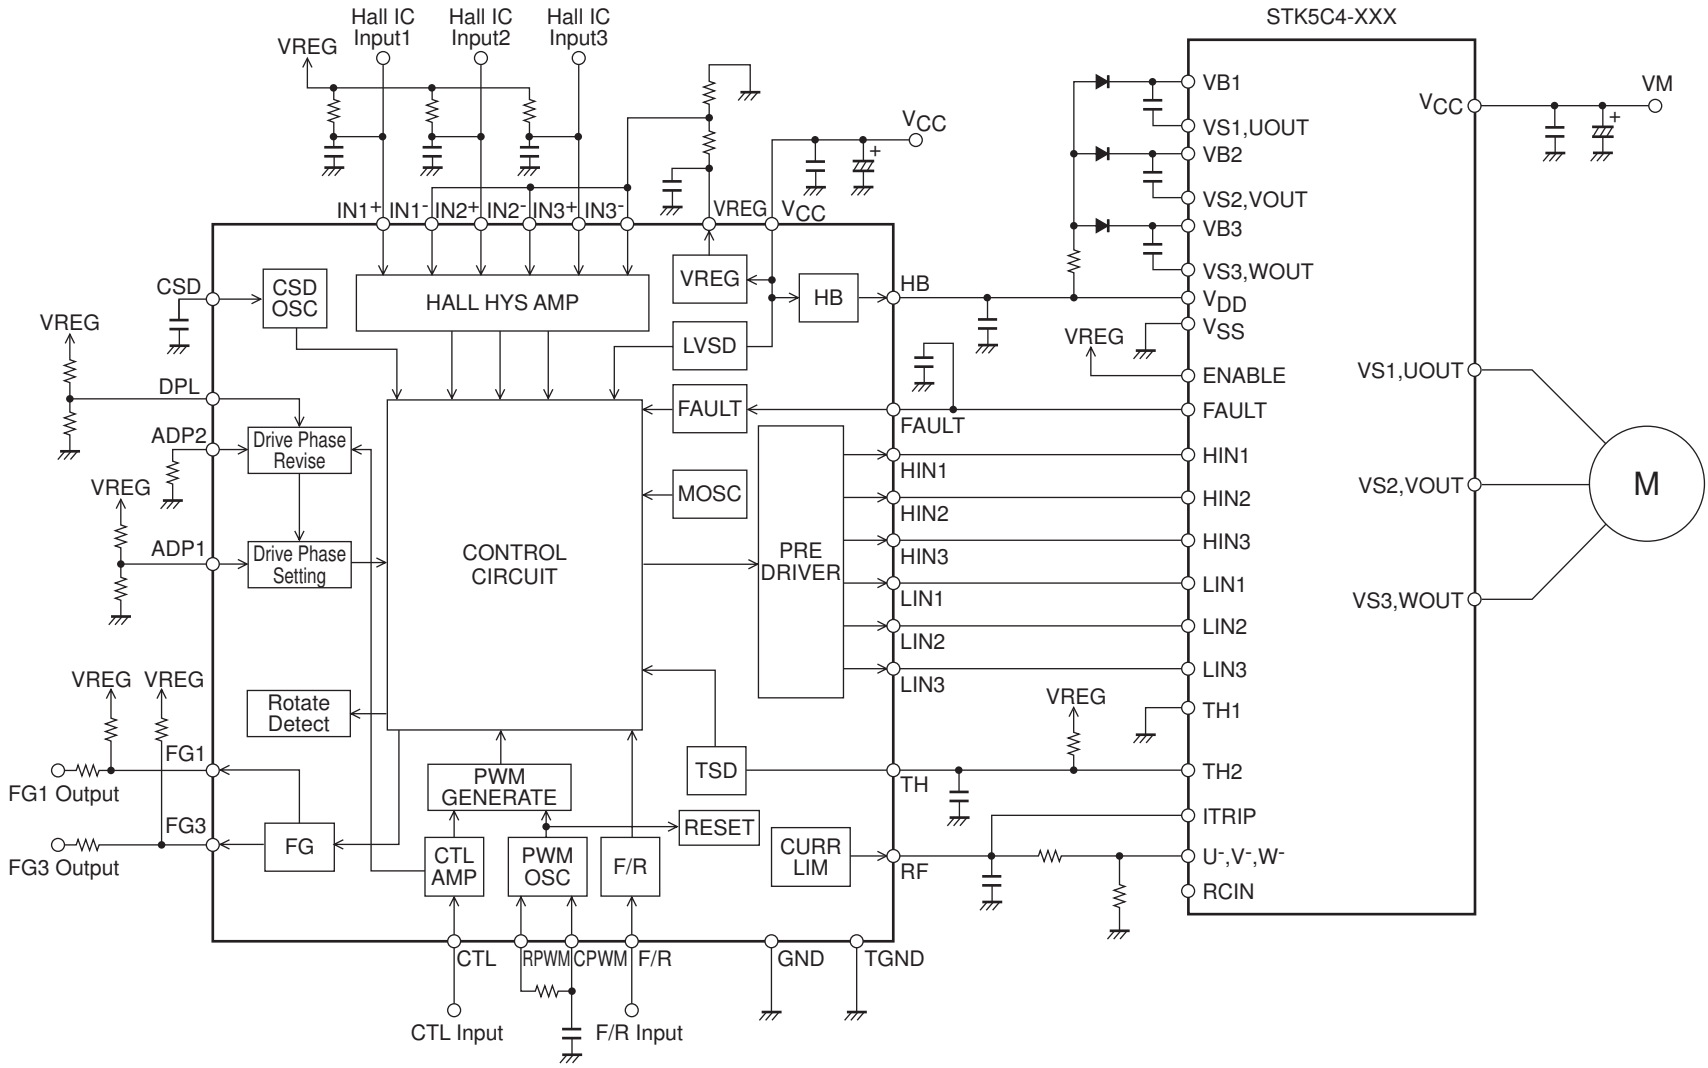 Hall IC
Input1
Hall IC
Input2
Hall IC
Input3
STK5C4-XXX
VREG
VCC
VM
VB1
VCC
VS1,UOUT
VB2
VS2,VOUT
VB3
VS3,WOUT
IN1+
IN1-
IN2+
IN2-
IN3+
IN3-
VREG
VCC
CSD
CSD
OSC
HALL HYS AMP
VREG
HB
HB
VDD
VSS
VREG
LVSD
VREG
ENABLE
VS1,UOUT
DPL
FAULT
FAULT
FAULT
ADP2
Drive Phase
Revise
HIN1
HIN1
VREG
MOSC
HIN2
HIN2
VS2,VOUT
M
ADP1
Drive Phase
Setting
CONTROL
CIRCUIT
PRE
DRIVER
HIN3
HIN3
LIN1
LIN1
VS3,WOUT
LIN2
LIN2
LIN3
LIN3
VREG
VREG
Rotate
Detect
VREG
TH1
FG1
FG1 Output
PWM
GENERATE
TSD
TH
TH2
FG3
FG3 Output
FG
CTL
AMP
PWM
OSC
F/R
RESET
CURR
LIM
RF
ITRIP
U-,V-,W-
RCIN
CTL
RPWM
CPWM
F/R
GND
TGND
CTL Input
F/R Input
+
+